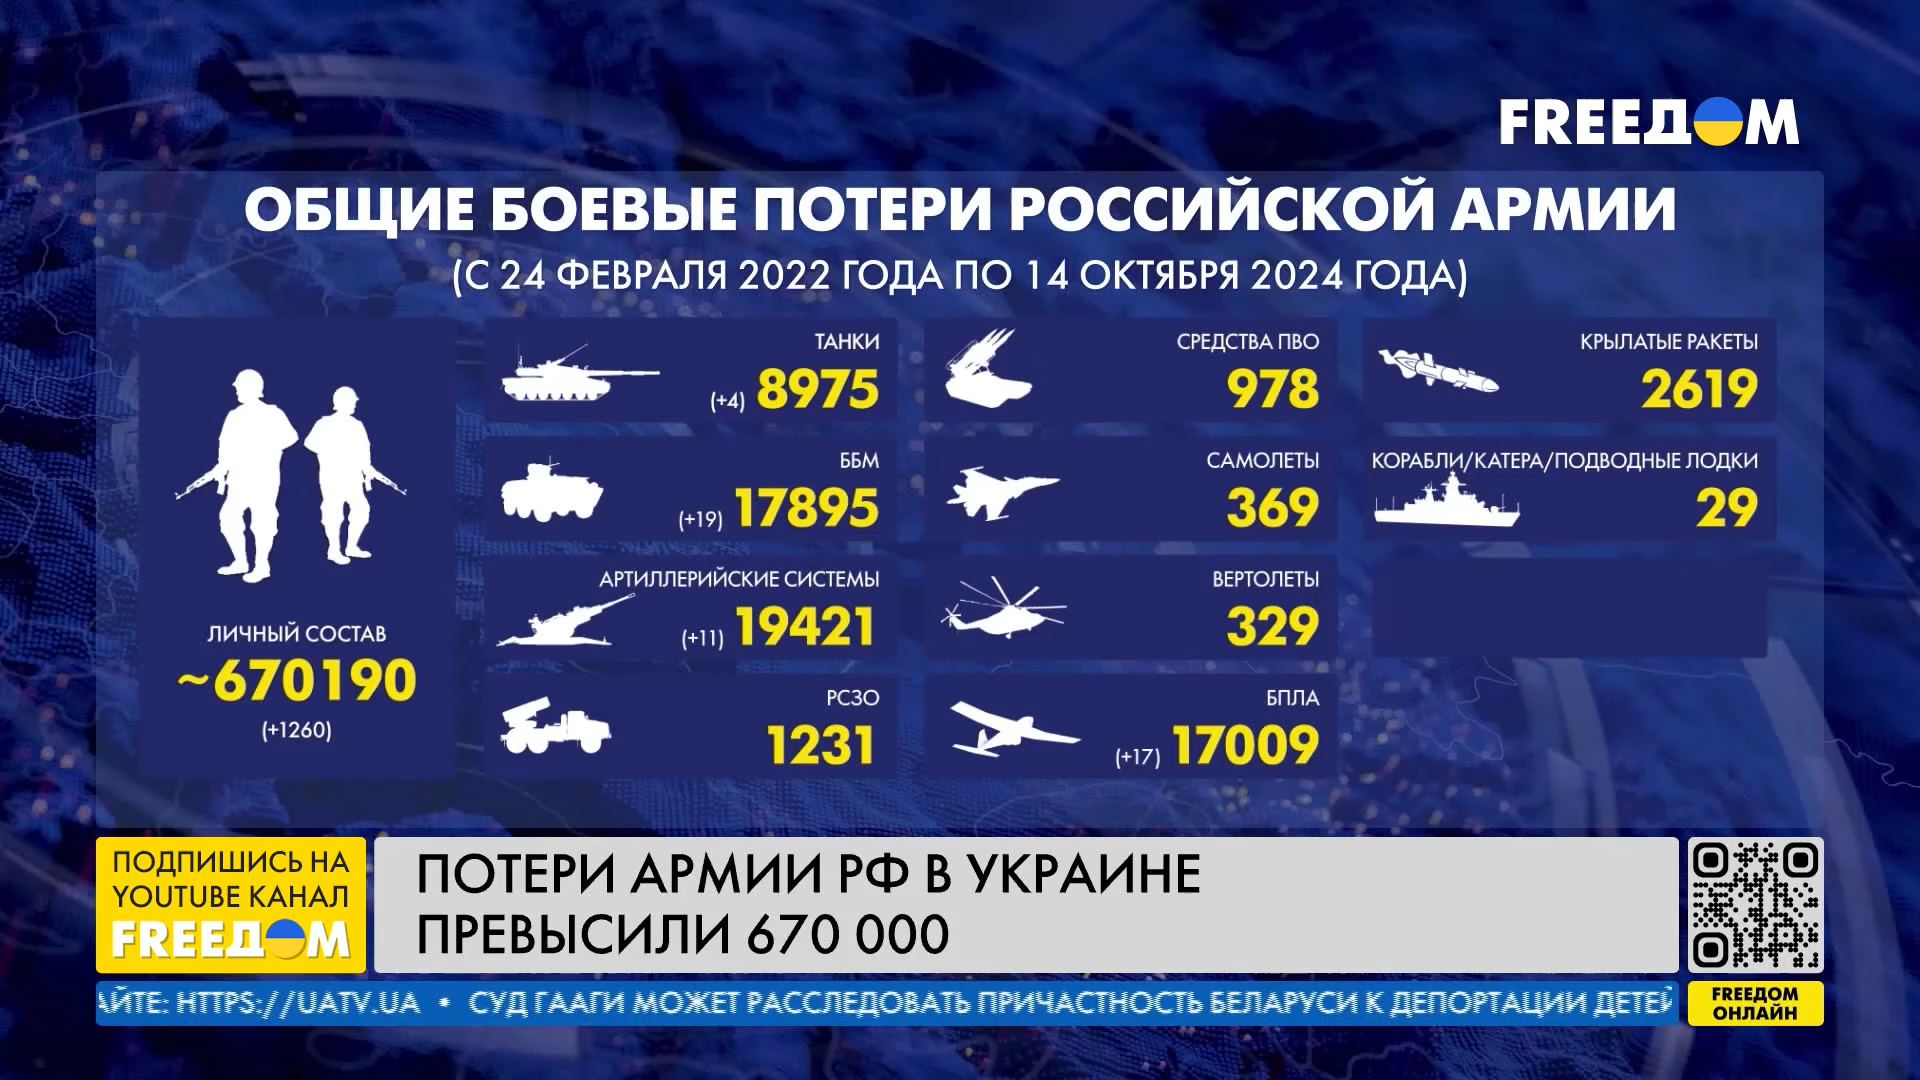 FREEДOM
ОБЩИЕ БОЕВЫЕ ПОТЕРИ РОССИЙСКОЙ АРМИИ
(С 24 ФЕВРАЛЯ 2022 ГОДА ПО 14 ОКТЯБРЯ 2024 ГОДА)
ЛИЧНЫЙ СОСТАВ
~670190
(+1260)
ТАНКИ
(+4) 8975
ББМ
(+19) 17895
АРТИЛЛЕРИЙСКИЕ СИСТЕМЫ
(+11) 19421
РСЗО
1231
СРЕДСТВА ПВО
978
САМОЛЕТЫ
369
ВЕРТОЛЕТЫ
329
БПЛА
(+17) 17009
КРЫЛАТЫЕ РАКЕТЫ
2619
КОРАБЛИ/КАТЕРА/ПОДВОДНЫЕ ЛОДКИ
29
ПОДПИШИСЬ НА
YOUTUBE КАНАЛ
FREEДOM
ПОТЕРИ АРМИИ РФ В УКРАИНЕ
ПРЕВЫСИЛИ 670 000
АЙТЕ: HTTPS://UATV.UA • СУД ГААГИ МОЖЕТ РАССЛЕДОВАТЬ ПРИЧАСТНОСТЬ БЕЛАРУСИ К ДЕПОРТАЦИИ ДЕТЕЙ
FREEДOM
ОНЛАЙН